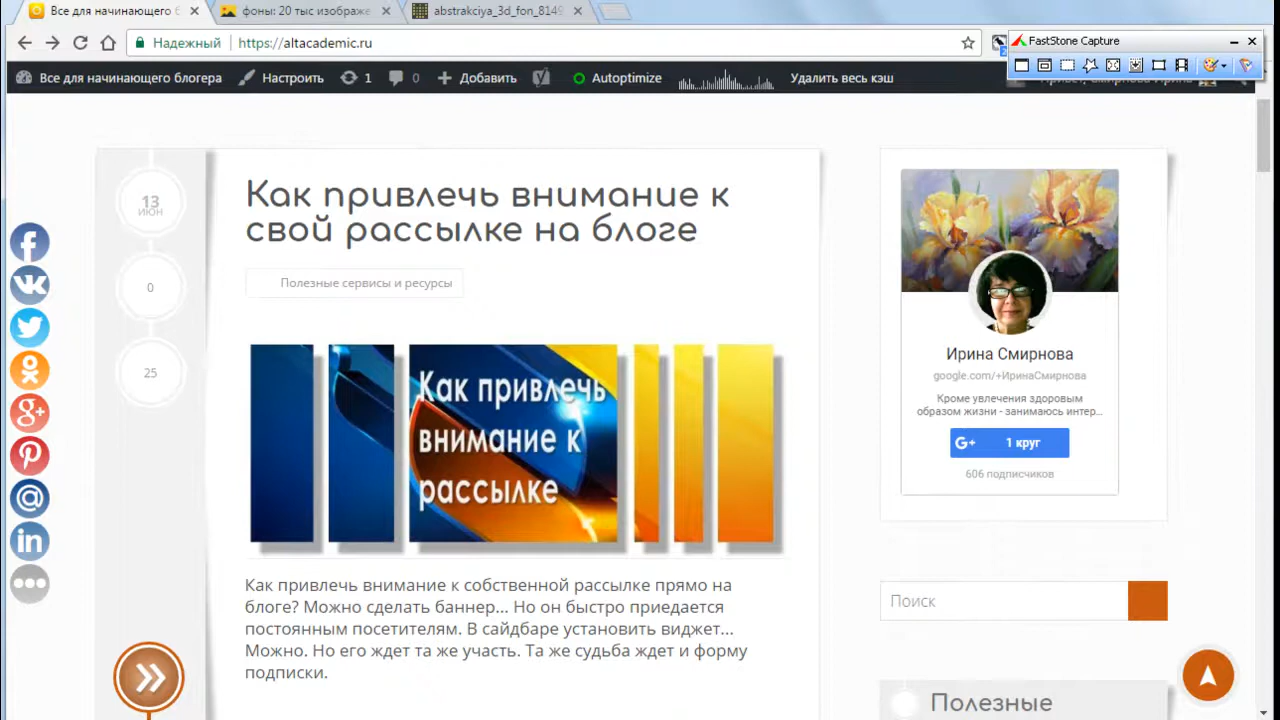 Все для начинающего б
фоны: 20 тыс изображе
abstrakciya_3d_fon_8149
Надежный
https://altacademic.ru
FastStone Capture
Все для начинающего блогера
Настроить
1
0
Добавить
Autoptimize
Удалить весь кэш
13
ИЮН
0
25
Как привлечь внимание к
свой рассылке на блоге
Полезные сервисы и ресурсы
Как привлечь
внимание к
рассылке
Как привлечь внимание к собственной рассылке прямо на
блоге? Можно сделать баннер... Но он быстро приедается
постоянным посетителям. В сайдбаре установить виджет...
Можно. Но его ждет та же участь. Та же судьба ждет и форму
подписки.
Ирина Смирнова
google.com/+ИринаСмирнова
Кроме увлечения здоровым
образом жизни - занимаюсь интер...
G+ 1 круг
606 подписчиков
Поиск
Полезные